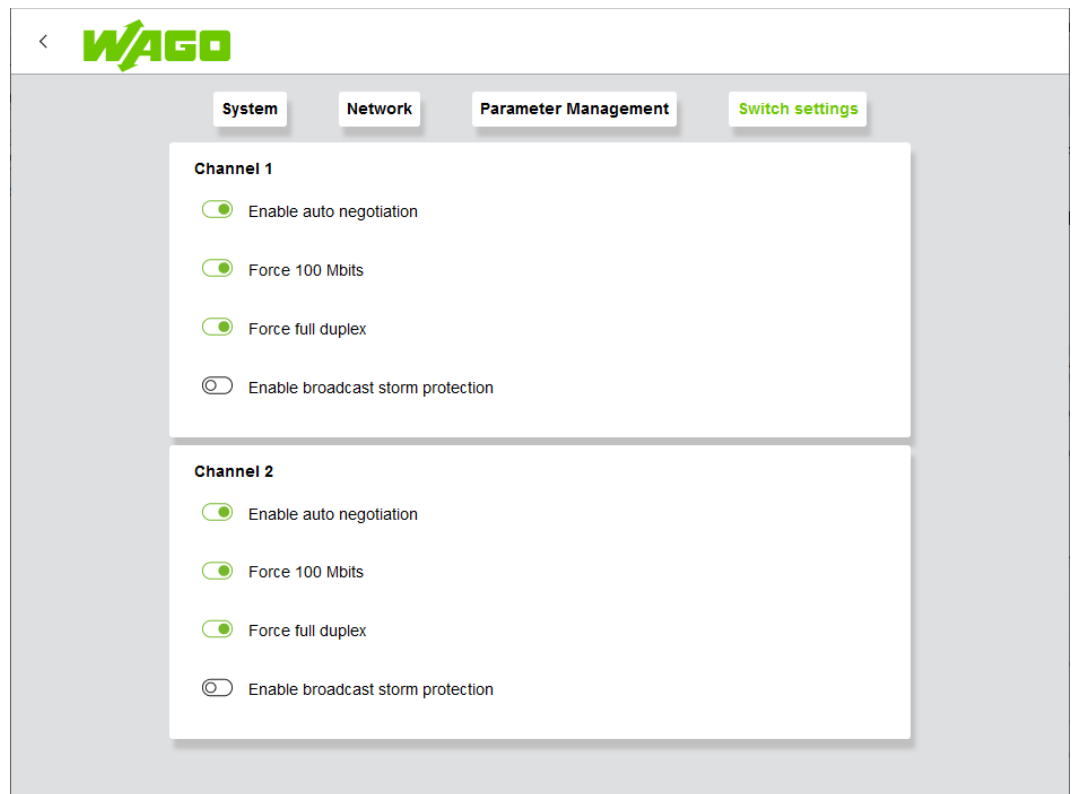 WAGO
System Network Parameter Management Switch settings
Channel 1
Enable auto negotiation
Force 100 Mbits
Force full duplex
Enable broadcast storm protection
Channel 2
Enable auto negotiation
Force 100 Mbits
Force full duplex
Enable broadcast storm protection